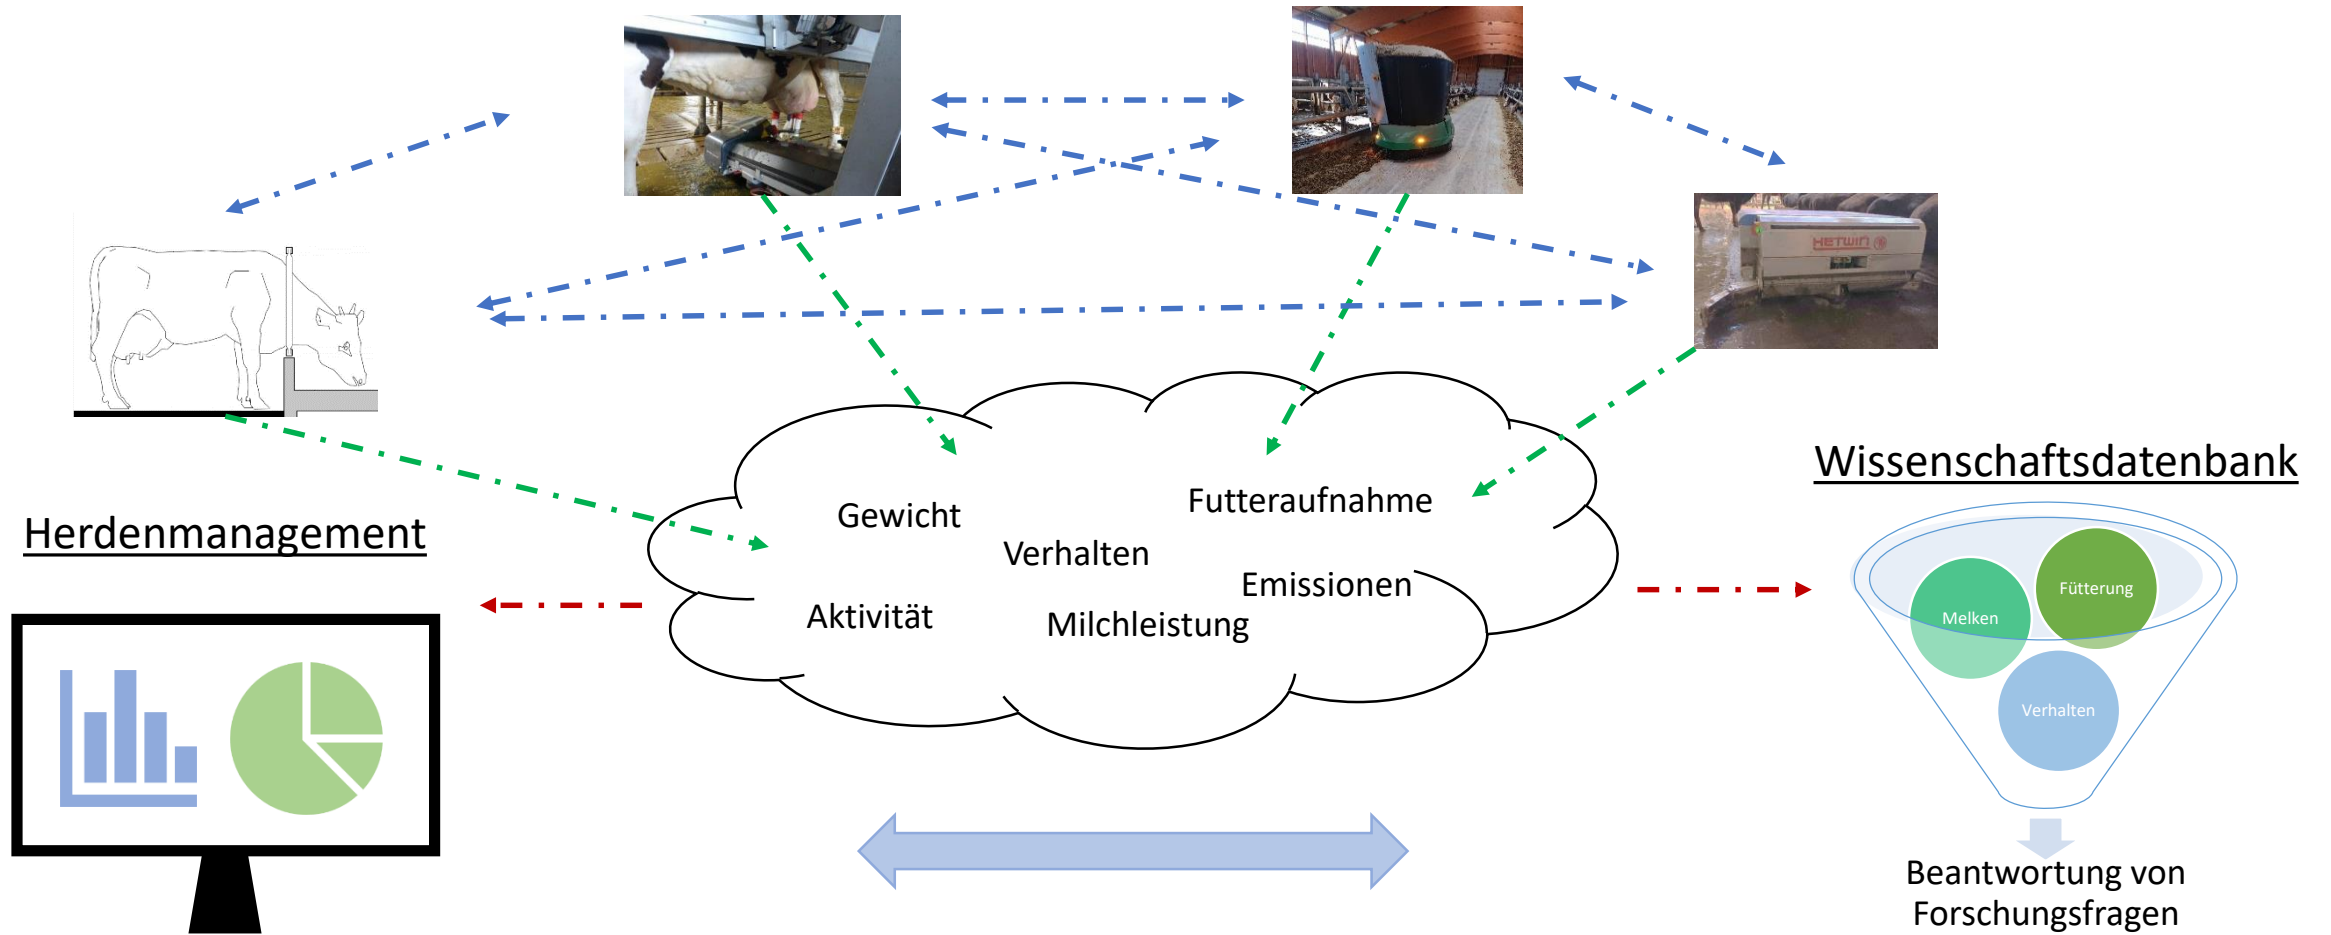 HETWIN
Wissenschaftsdatenbank
Herdenmanagement
Gewicht
Futteraufnahme
Verhalten
Emissionen
Aktivität
Milchleistung
Fütterung
Melken
Verhalten
Beantwortung von
Forschungsfragen